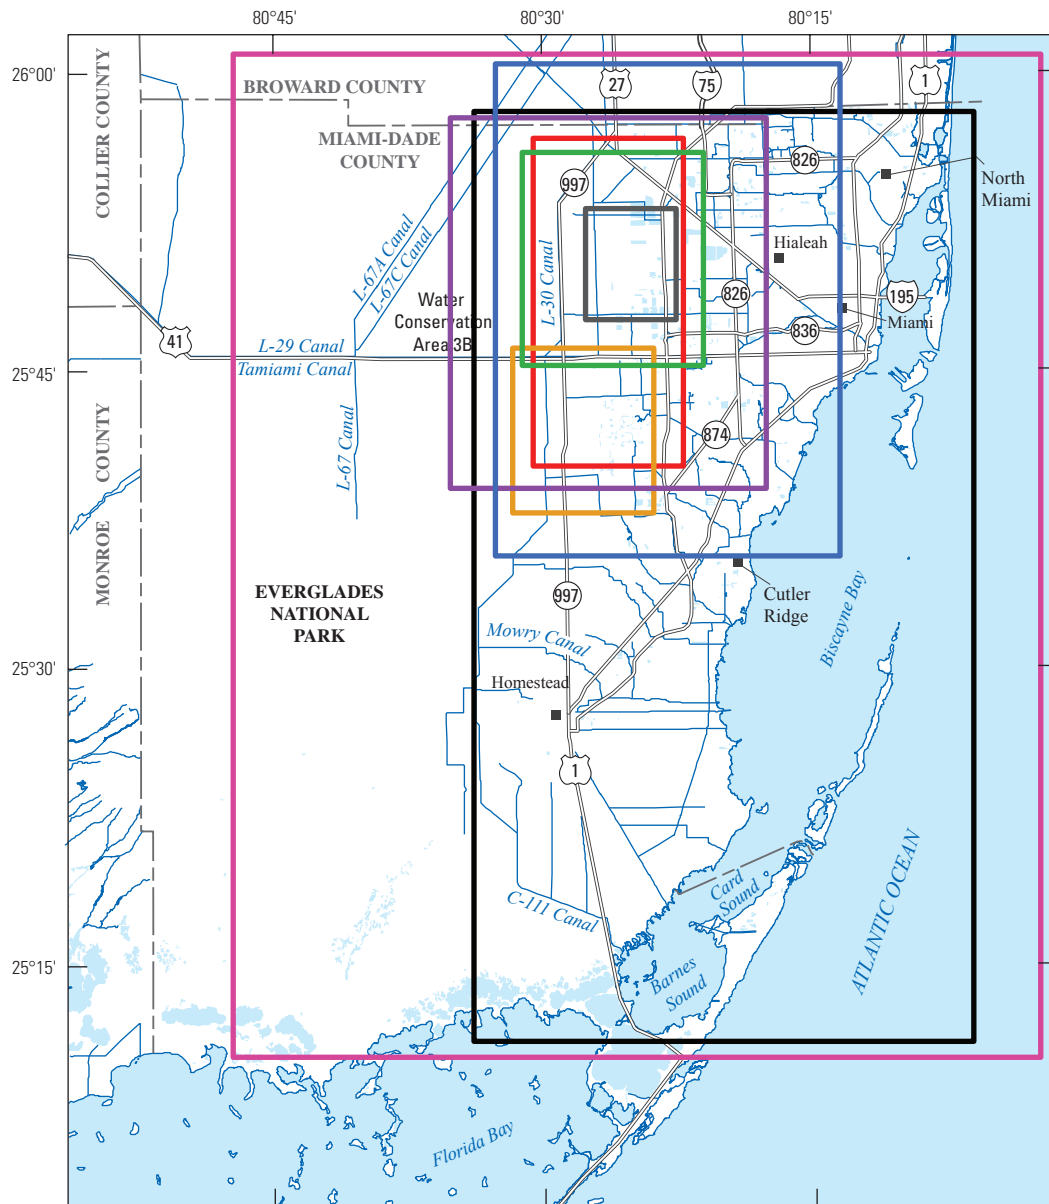 80°45'
80°30'
80°15'
26°00'
27
75
1
BROWARD COUNTY
MIAMI-DADE
COUNTY
COLLIER COUNTY
826
997
North
Miami
L-67A Canal
L-67C Canal
Hialeah
L-30 Canal
Water
Conservation
Area 3B
826
195
Miami
836
41
L-29 Canal
Tamiami Canal
25°45'
874
L-67 Canal
MONROE COUNTY
EVERGLADES
NATIONAL
PARK
997
Cutler
Ridge
Biscayne Bay
Mowry Canal
25°30'
Homestead
1
Card
Sound
C-111 Canal
ATLANTIC OCEAN
25°15'
Barnes
Sound
Florida Bay